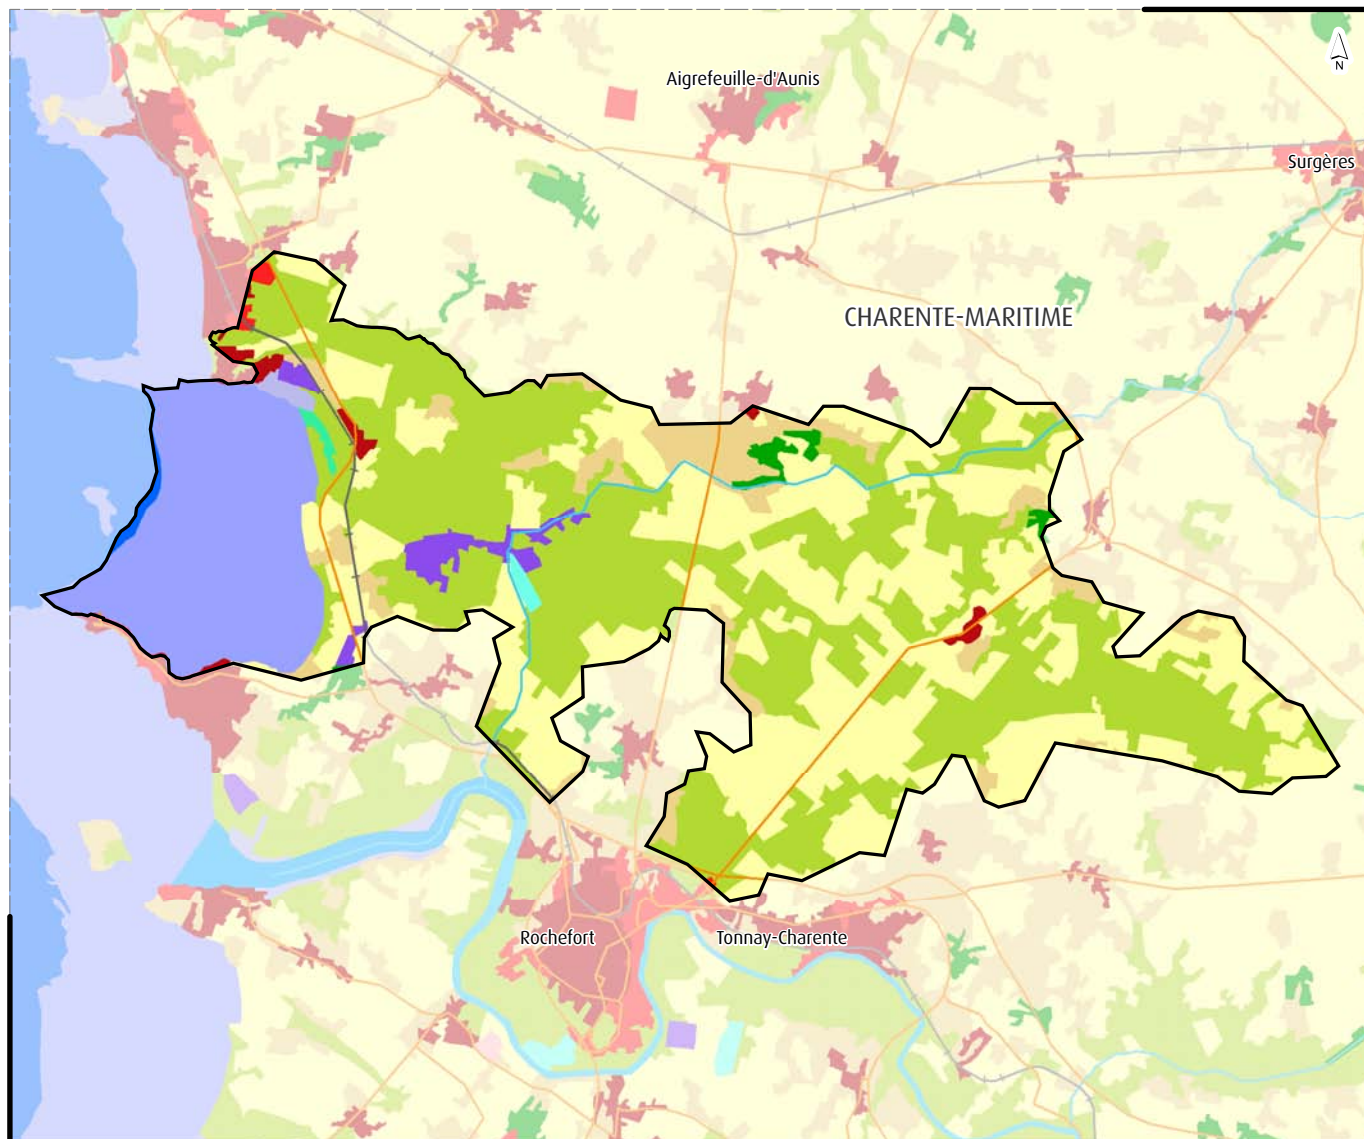 N
Aigrefeuille-d'Aunis
Surgères
CHARENTE-MARITIME
Rochefort
Tonnay-Charente